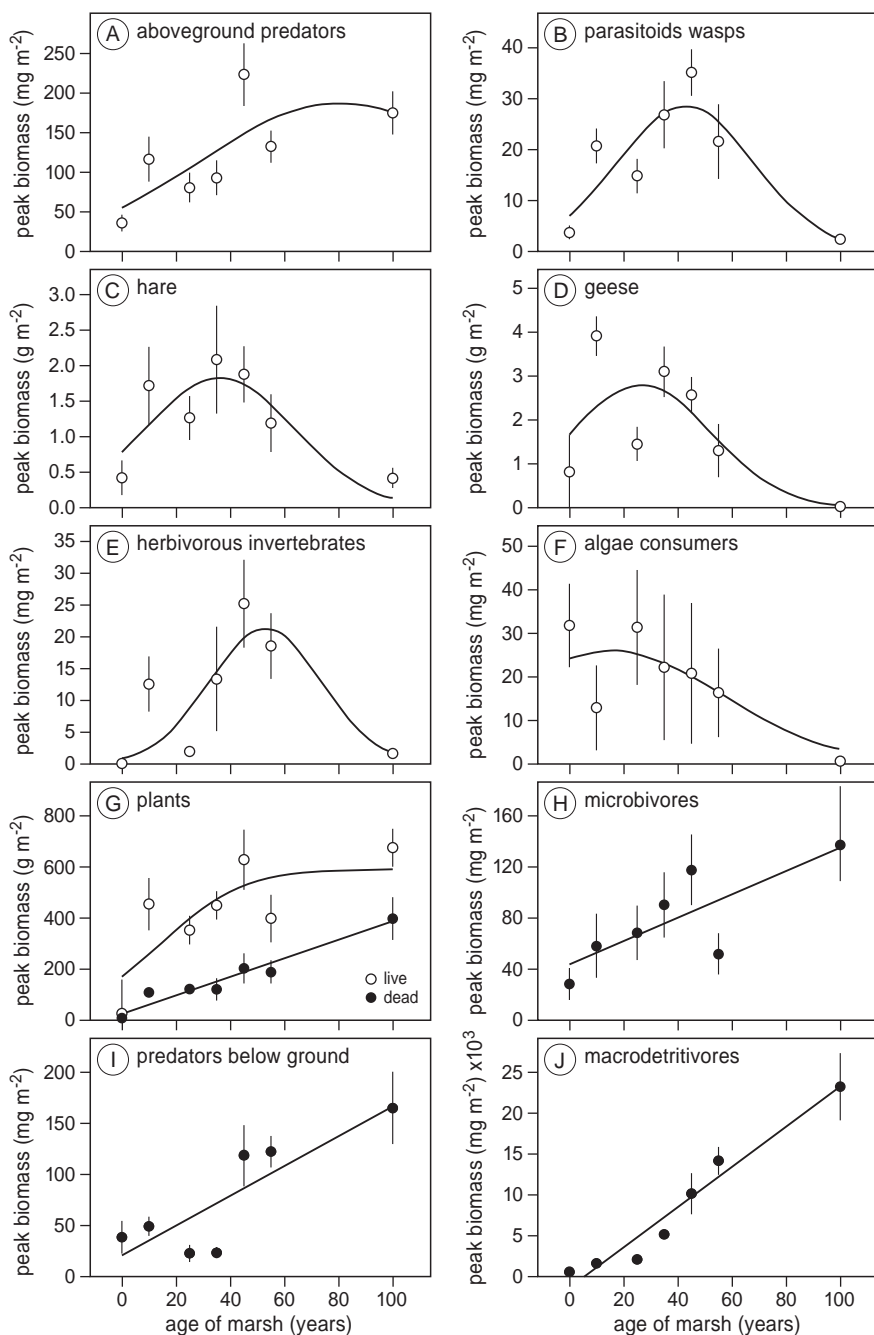 A aboveground predators
peak biomass (mg m-2)
250
200
150
100
50
0
B parasitoids wasps
peak biomass (mg m-2)
40
30
20
10
0
C hare
peak biomass (g m-2)
3.0
2.5
2.0
1.5
1.0
0.5
0.0
D geese
peak biomass (g m-2)
5
4
3
2
1
0
E herbivorous invertebrates
peak biomass (mg m-2)
35
30
25
20
15
10
5
0
F algae consumers
peak biomass (mg m-2)
50
40
30
20
10
0
G plants
peak biomass (g m-2)
800
600
400
200
0
live
dead
H microbivores
peak biomass (mg m-2)
160
120
80
40
0
I predators below ground
peak biomass (mg m-2)
200
150
100
50
0
0 20 40 60 80 100
age of marsh (years)
J macrodetritivores
peak biomass (mg m-2) x103
25
20
15
10
5
0
0 20 40 60 80 100
age of marsh (years)